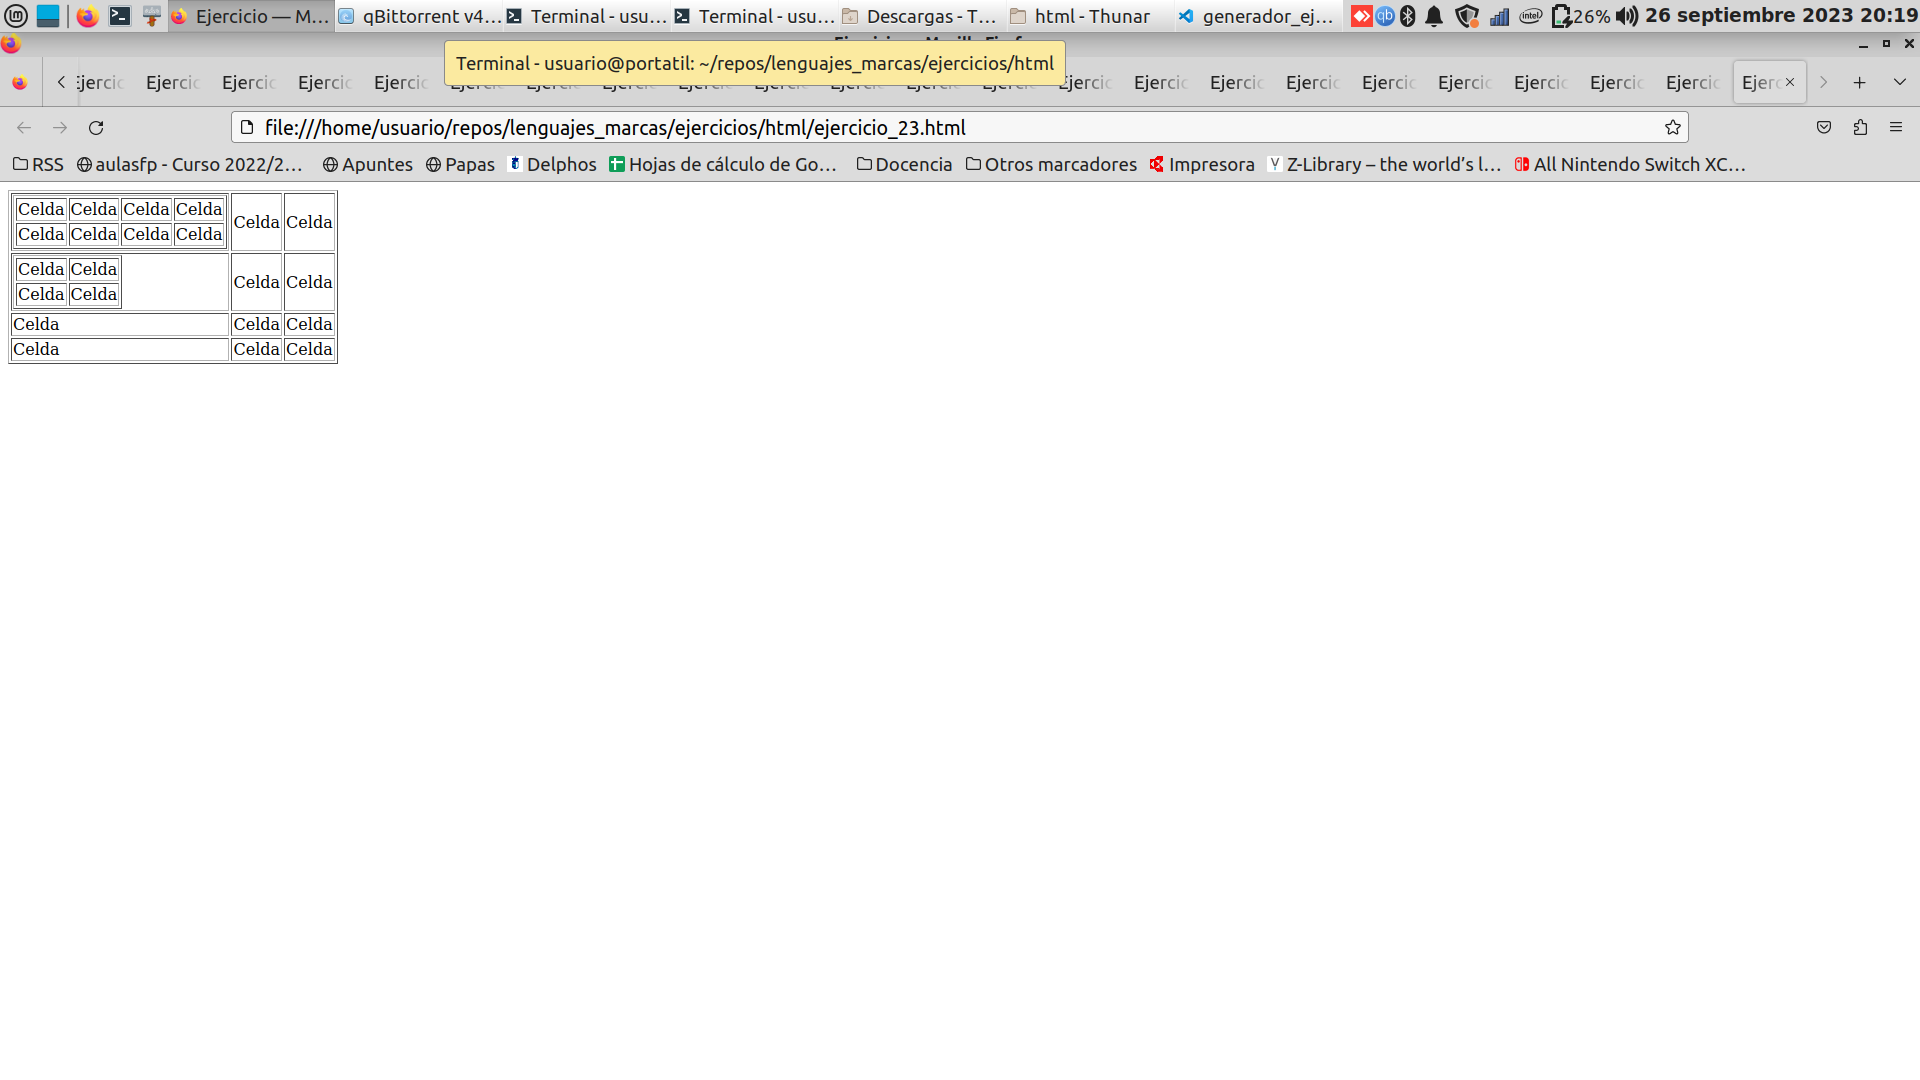 Ejercicio — M... qBittorrent v4... Terminal - usu... Terminal - usu... Descargas - T... html - Thunar generador_ej... qb intel 26% 26 septiembre 2023 20:19
Terminal - usuario@portatil: ~/repos/lenguajes_marcas/ejercicios/html
Ejercic Ejercic Ejercic Ejercic Ejercic Ejercic Ejercic Ejercic Ejercic Ejercic Ejercic Ejercic Ejercic Ejerc
file:///home/usuario/repos/lenguajes_marcas/ejercicios/html/ejercicio_23.html
RSS aulasfp - Curso 2022/2... Apuntes Papas Delphos Hojas de cálculo de Go... Docencia Otros marcadores Impresora Z-Library – the world’s l... All Nintendo Switch XC...
Celda Celda Celda Celda
Celda Celda
Celda Celda Celda Celda
Celda Celda
Celda Celda
Celda Celda
Celda Celda Celda
Celda Celda Celda